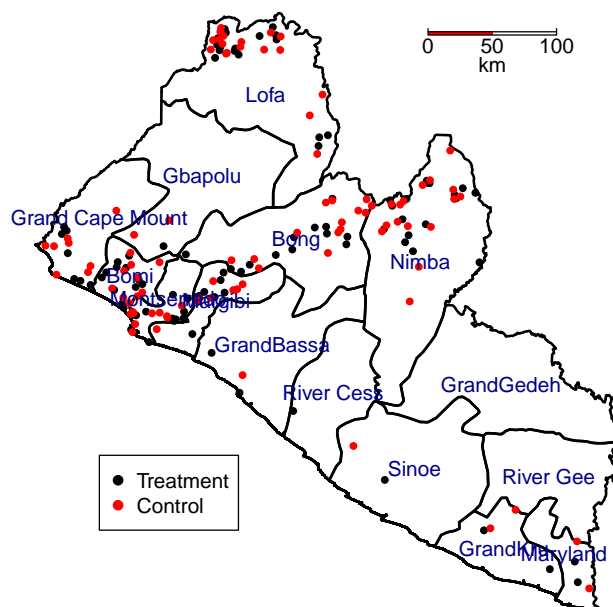 0 50 100
km
Lofa
Gbapolu
Grand Cape Mount
Bong
Nimba
Bomi
Margibi
GrandBassa
River Cess
GrandGedeh
Sinoe
River Gee
Treatment
Control
Maryland